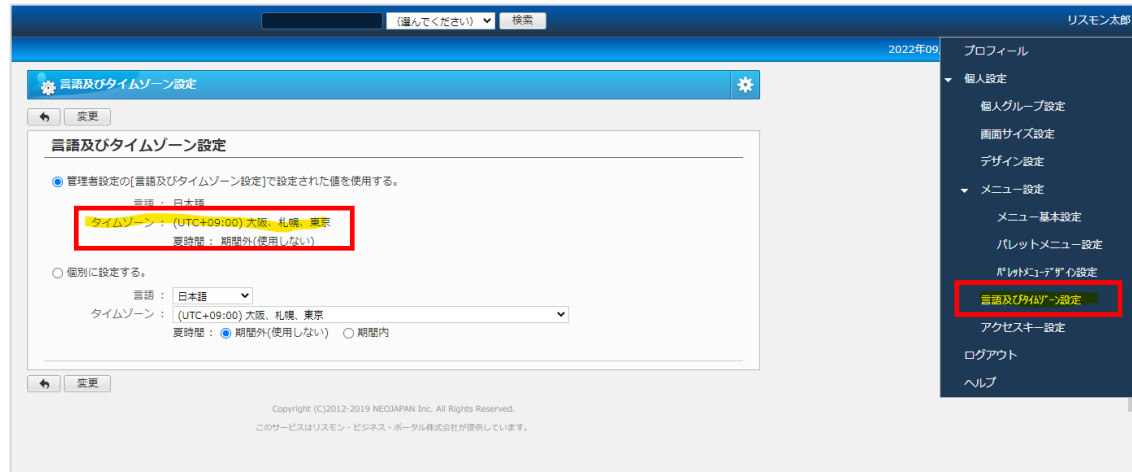 (選んでください) 検索 リスモン太郎
2022年09.
言語及びタイムゾーン設定
変更
言語及びタイムゾーン設定
管理者設定の[言語及びタイムゾーン設定]で設定された値を使用する。
言語 : 日本語
タイムゾーン : (UTC+09:00) 大阪、札幌、東京
夏時間 : 期間外(使用しない)
個別に設定する。
言語 : 日本語
タイムゾーン : (UTC+09:00) 大阪、札幌、東京
夏時間 : 期間外(使用しない) 期間内
変更
Copyright (C)2012-2019 NEOJAPAN Inc. All Rights Reserved.
このサービスはリスモン・ビジネス・ポータル株式会社が提供しています。
プロフィール
個人設定
個人グループ設定
画面サイズ設定
デザイン設定
メニュー設定
メニュー基本設定
パレットメニュー設定
ﾊﾟﾚｯﾄﾒﾆｭｰﾃﾞｻﾞｲﾝ設定
言語及びﾀｲﾑｿﾞｰﾝ設定
アクセスキー設定
ログアウト
ヘルプ